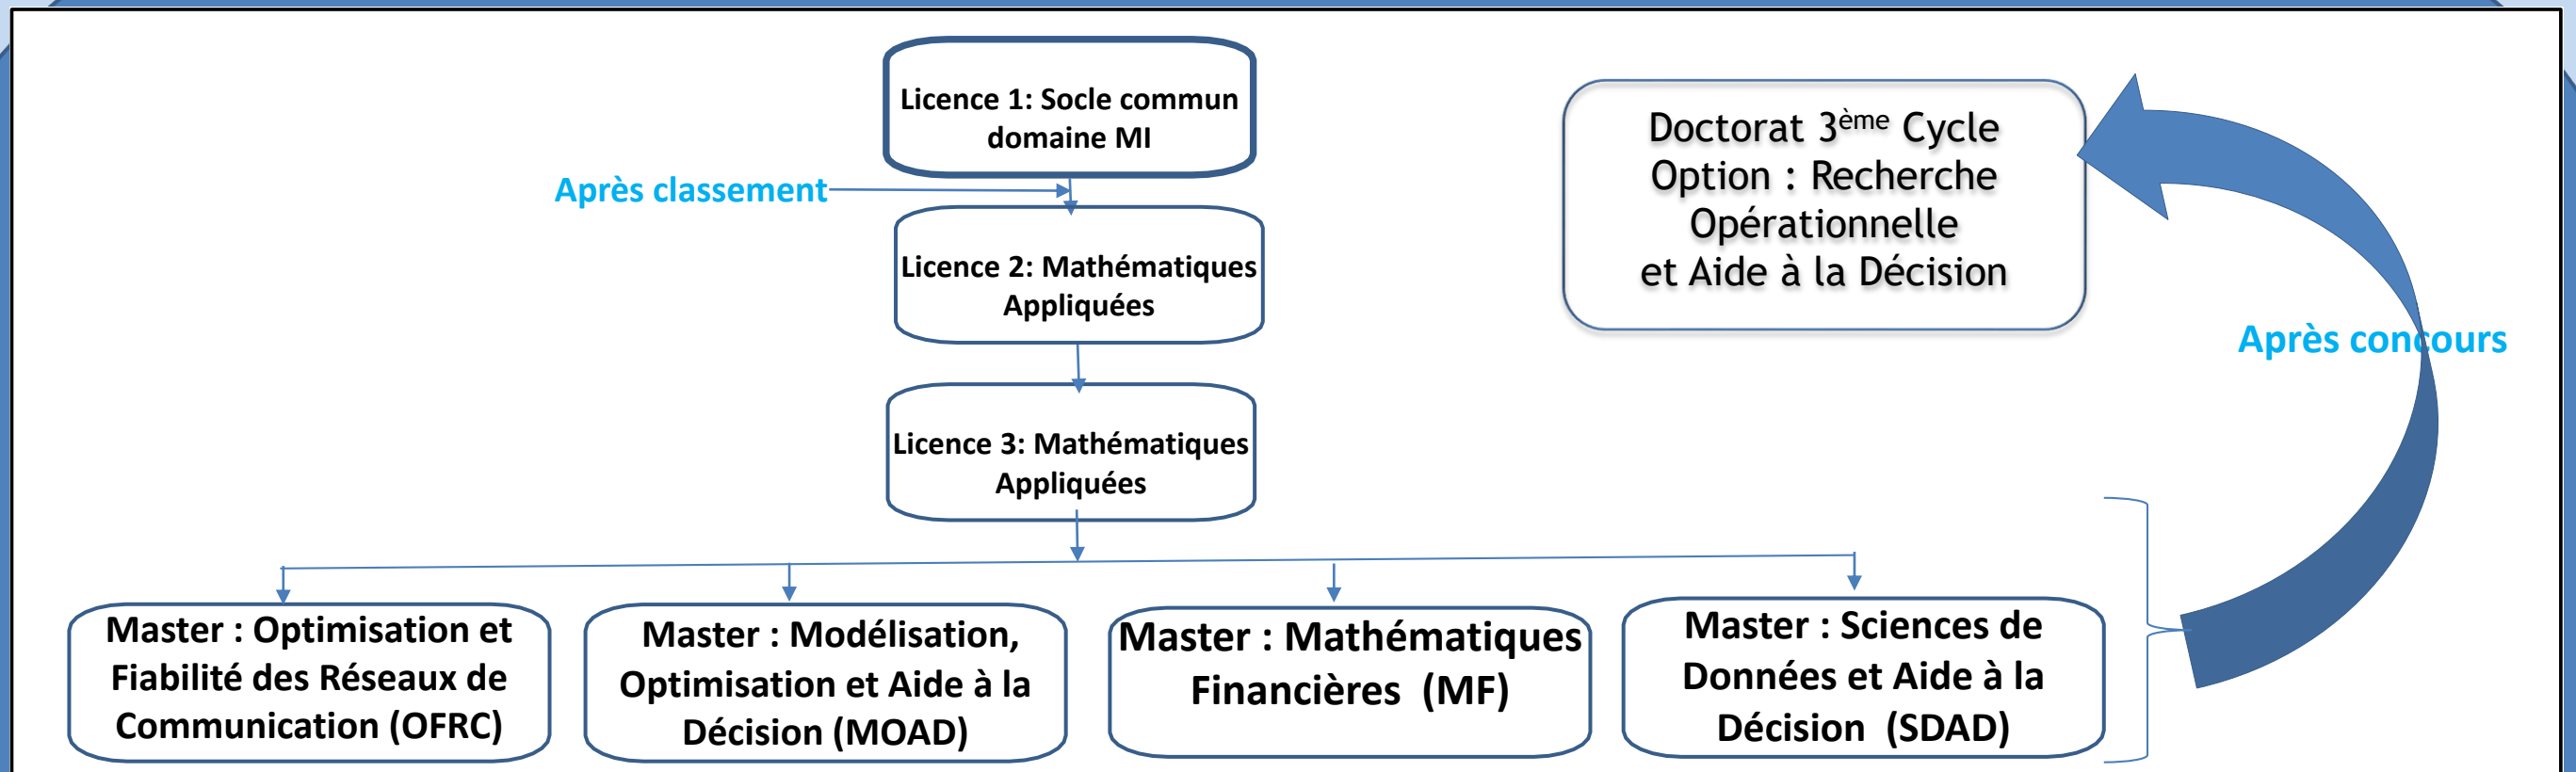 Licence 1: Socle commun
domaine MI
Après classement
Licence 2: Mathématiques
Appliquées
Licence 3: Mathématiques
Appliquées
Doctorat 3ème Cycle
Option : Recherche
Opérationnelle
et Aide à la Décision
Après concours
Master : Optimisation et
Fiabilité des Réseaux de
Communication (OFRC)
Master : Modélisation,
Optimisation et Aide à la
Décision (MOAD)
Master : Mathématiques
Financières (MF)
Master : Sciences de
Données et Aide à la
Décision (SDAD)